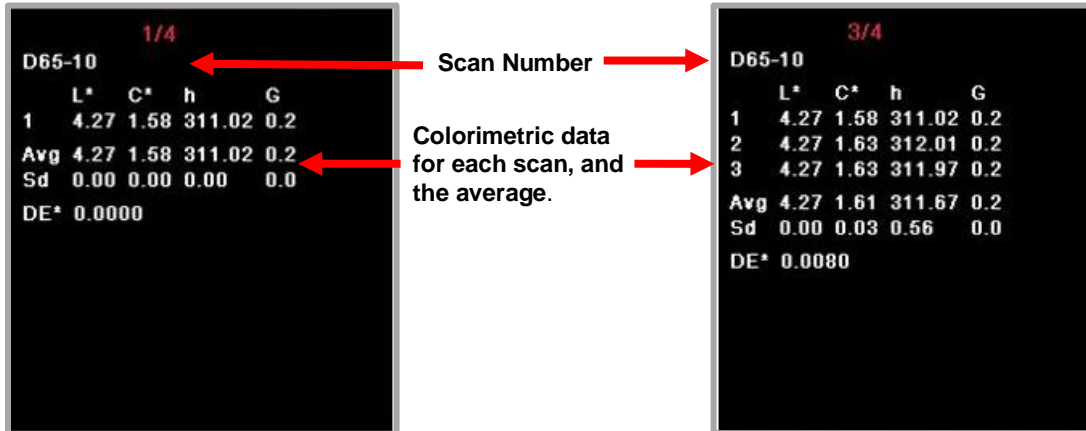 1/4
D65-10
L* C* h G
1 4.27 1.58 311.02 0.2
Avg 4.27 1.58 311.02 0.2
Sd 0.00 0.00 0.00 0.0
DE* 0.0000
Scan Number
Colorimetric data
for each scan, and
the average.
3/4
D65-10
L* C* h G
1 4.27 1.58 311.02 0.2
2 4.27 1.63 312.01 0.2
3 4.27 1.63 311.97 0.2
Avg 4.27 1.61 311.67 0.2
Sd 0.00 0.03 0.56 0.0
DE* 0.0080